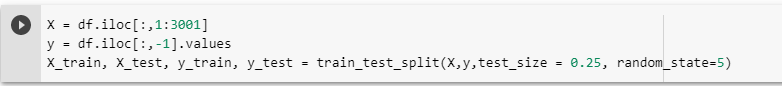 X = df.iloc[:,1:3001]
y = df.iloc[:,-1].values
X_train, X_test, y_train, y_test = train_test_split(X,y,test_size = 0.25, random_state=5)